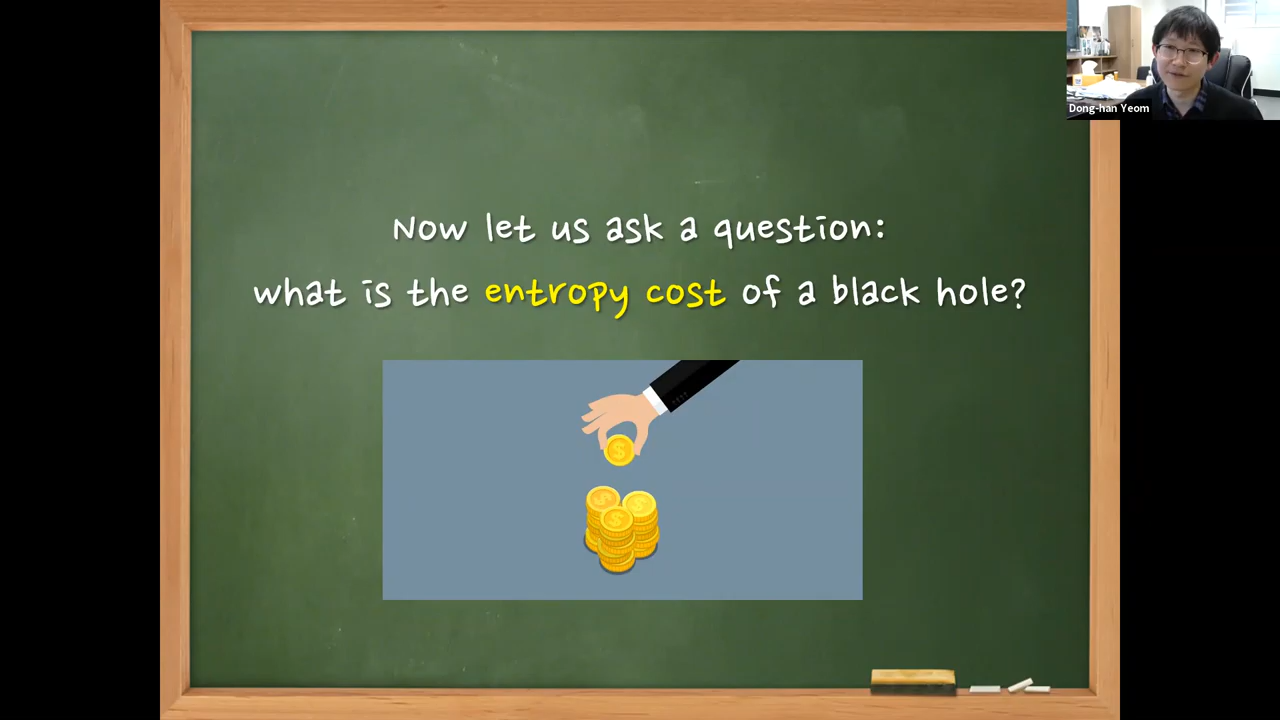 Dong-han Yeom
Now let us ask a question:
what is the entropy cost of a black hole?
$
$
$
$